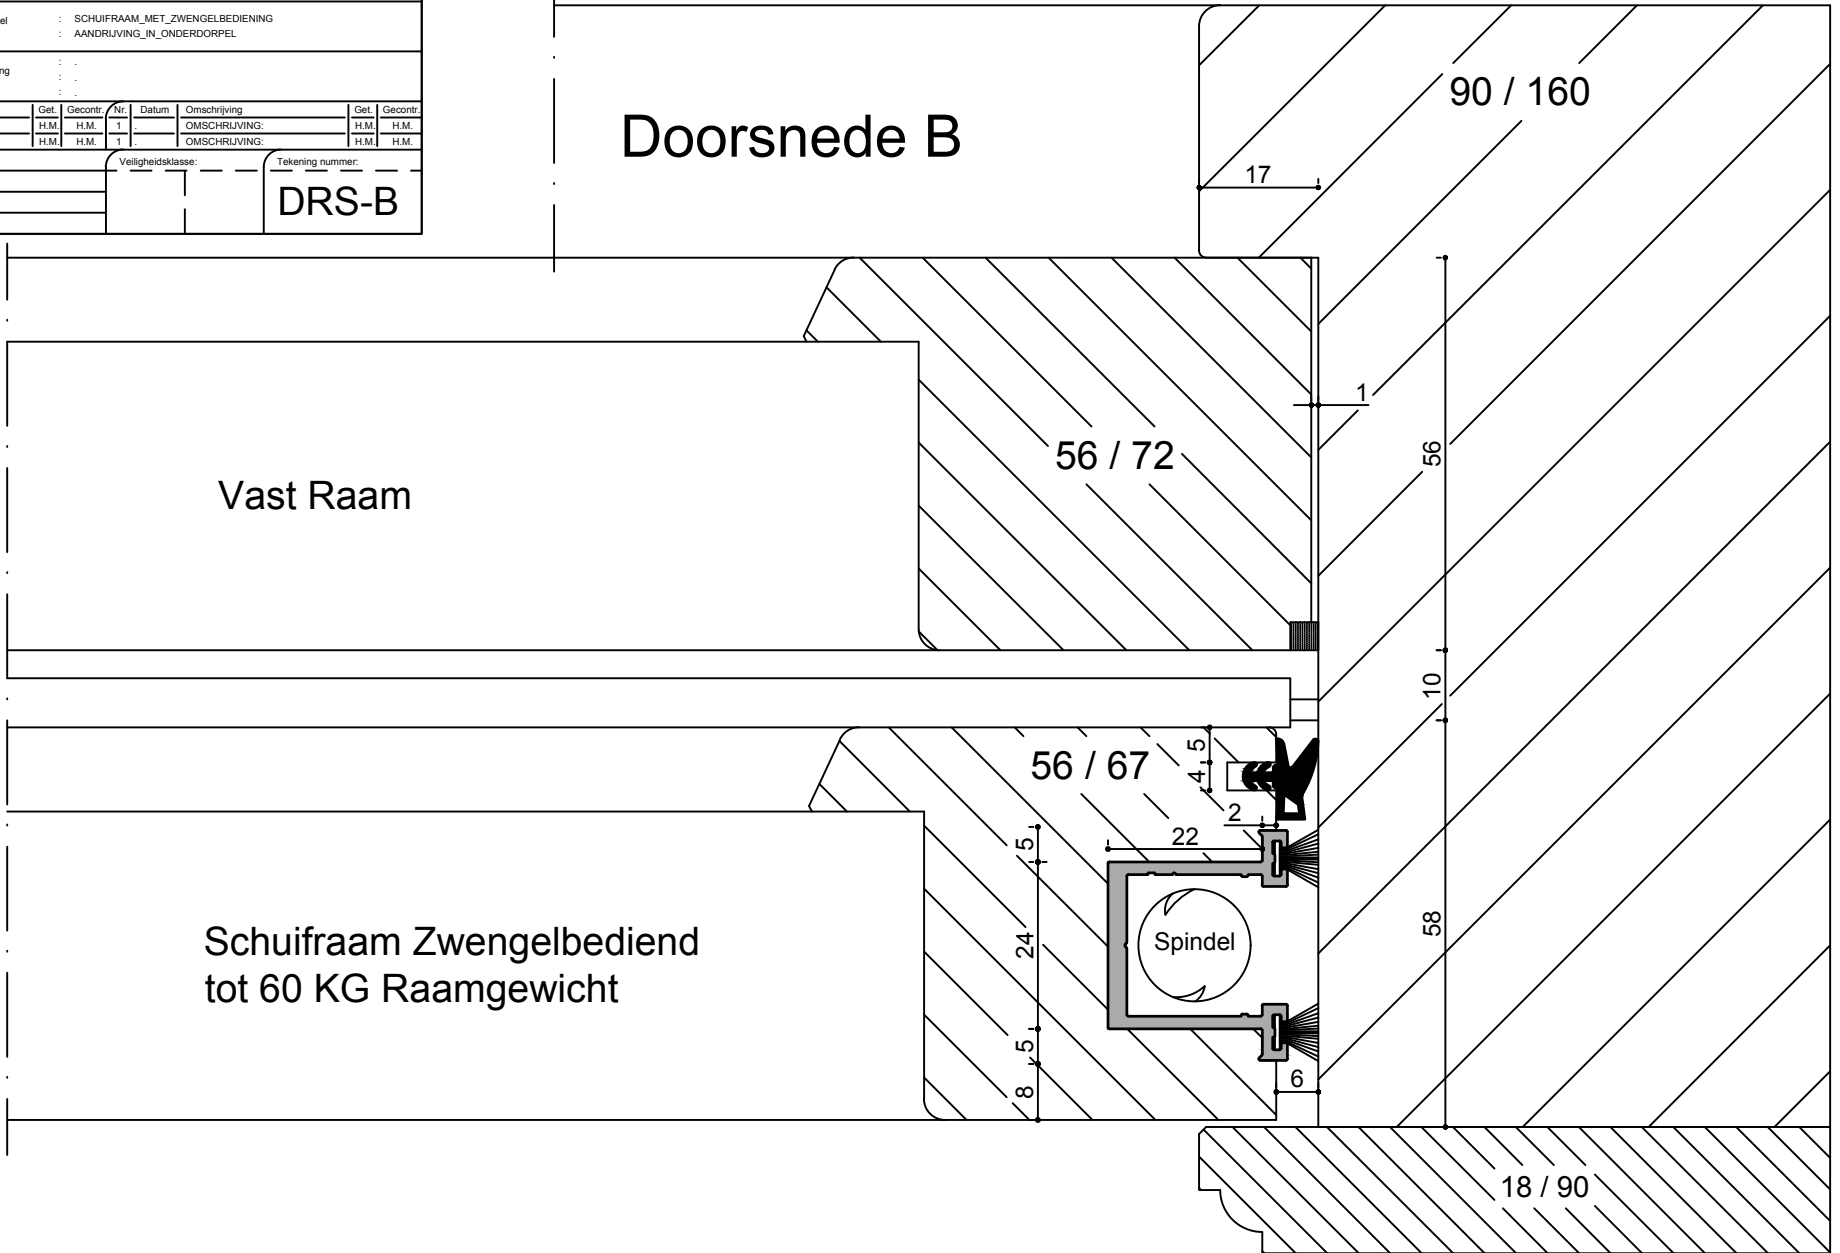 el : SCHUIFRAAM_MET_ZWENGELBEDIENING
: AANDRIJVING_IN_ONDERDORPEL
: .
ng : .
: .
Get. Gecontr. Nr. Datum Omschrijving Get. Gecontr.
H.M. H.M. 1 . OMSCHRIJVING: H.M. H.M.
H.M. H.M. 1 . OMSCHRIJVING: H.M. H.M.
Veiligheidsklasse: Tekening nummer:
DRS-B
Doorsnede B
90 / 160
17
1
56 / 72
56
Vast Raam
10
56 / 67
5
4
2
22
5
24
Spindel
58
Schuifraam Zwengelbediend
tot 60 KG Raamgewicht
5
8
6
18 / 90